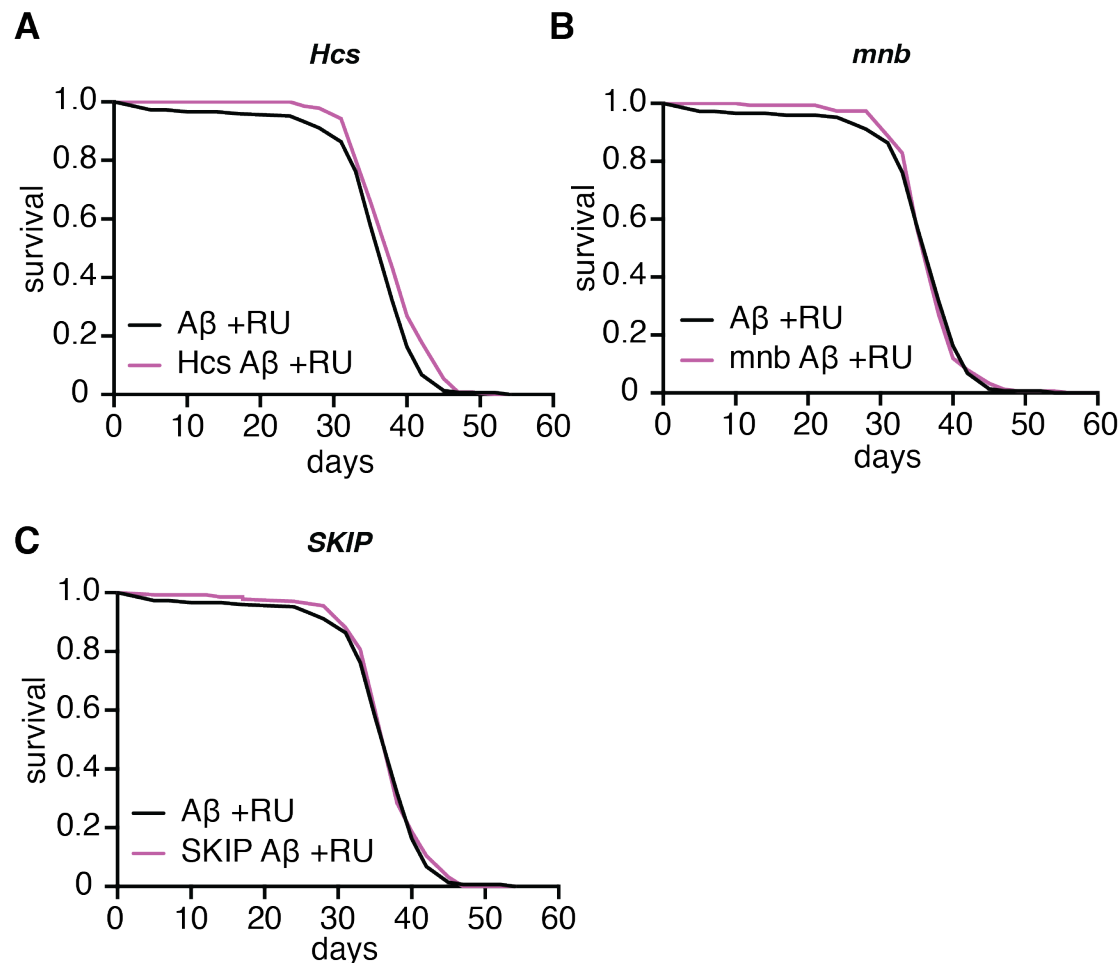 A
Hcs
1.0
0.8
0.6
0.4
0.2
0
survival
Aβ +RU
Hcs Aβ +RU
0 10 20 30 40 50 60
days
B
mnb
1.0
0.8
0.6
0.4
0.2
0
survival
Aβ +RU
mnb Aβ +RU
0 10 20 30 40 50 60
days
C
SKIP
1.0
0.8
0.6
0.4
0.2
0
survival
Aβ +RU
SKIP Aβ +RU
0 10 20 30 40 50 60
days